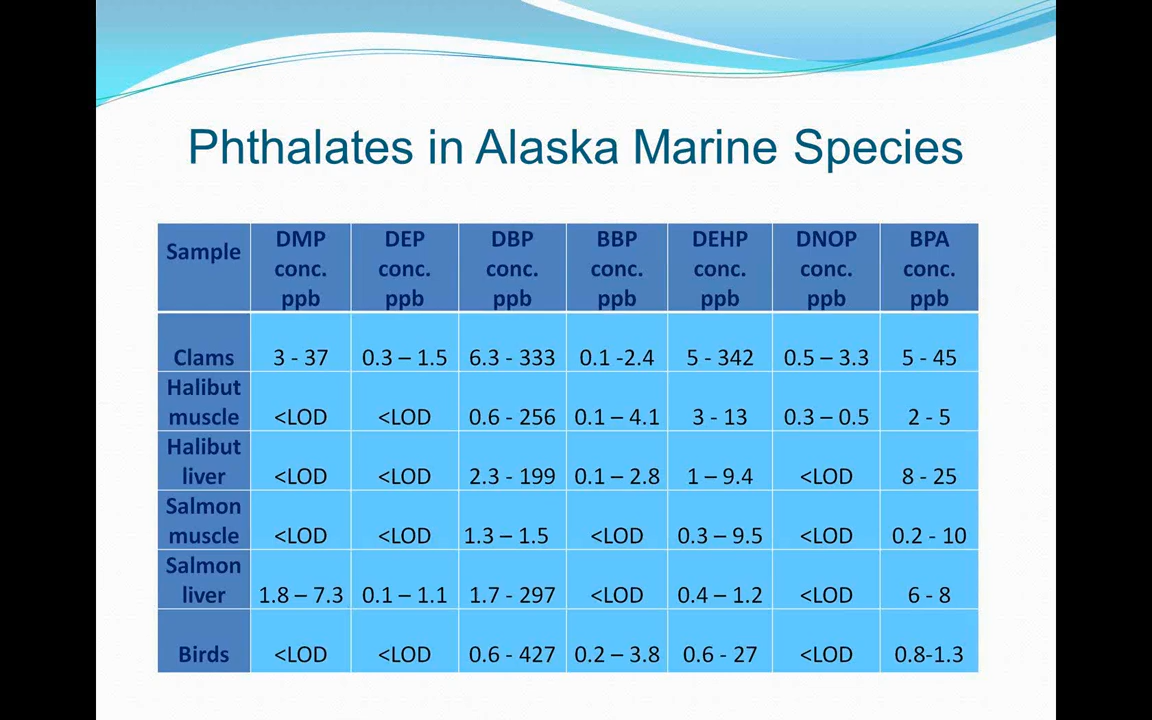 Phthalates in Alaska Marine Species
Sample DMP conc. ppb DEP conc. ppb DBP conc. ppb BBP conc. ppb DEHP conc. ppb DNOP conc. ppb BPA conc. ppb
Clams 3 - 37 0.3 – 1.5 6.3 - 333 0.1 -2.4 5 - 342 0.5 – 3.3 5 - 45
Halibut muscle <LOD <LOD 0.6 - 256 0.1 – 4.1 3 - 13 0.3 – 0.5 2 - 5
Halibut liver <LOD <LOD 2.3 - 199 0.1 – 2.8 1 – 9.4 <LOD 8 - 25
Salmon muscle <LOD <LOD 1.3 – 1.5 <LOD 0.3 – 9.5 <LOD 0.2 - 10
Salmon liver 1.8 – 7.3 0.1 – 1.1 1.7 - 297 <LOD 0.4 – 1.2 <LOD 6 - 8
Birds <LOD <LOD 0.6 - 427 0.2 – 3.8 0.6 - 27 <LOD 0.8-1.3